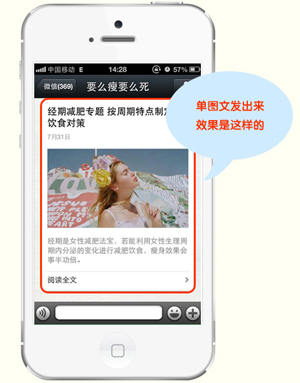 中国移动 E 14:28 57%
微信(369) 要么瘦要么死
经期减肥专题 按周期特点制定
饮食对策
7月31日
经期是女性减肥法宝，若能利用女性生理周
期内分泌的变化进行减肥饮食，瘦身效果会
事半功倍。
阅读全文
单图文发出来
效果是这样的